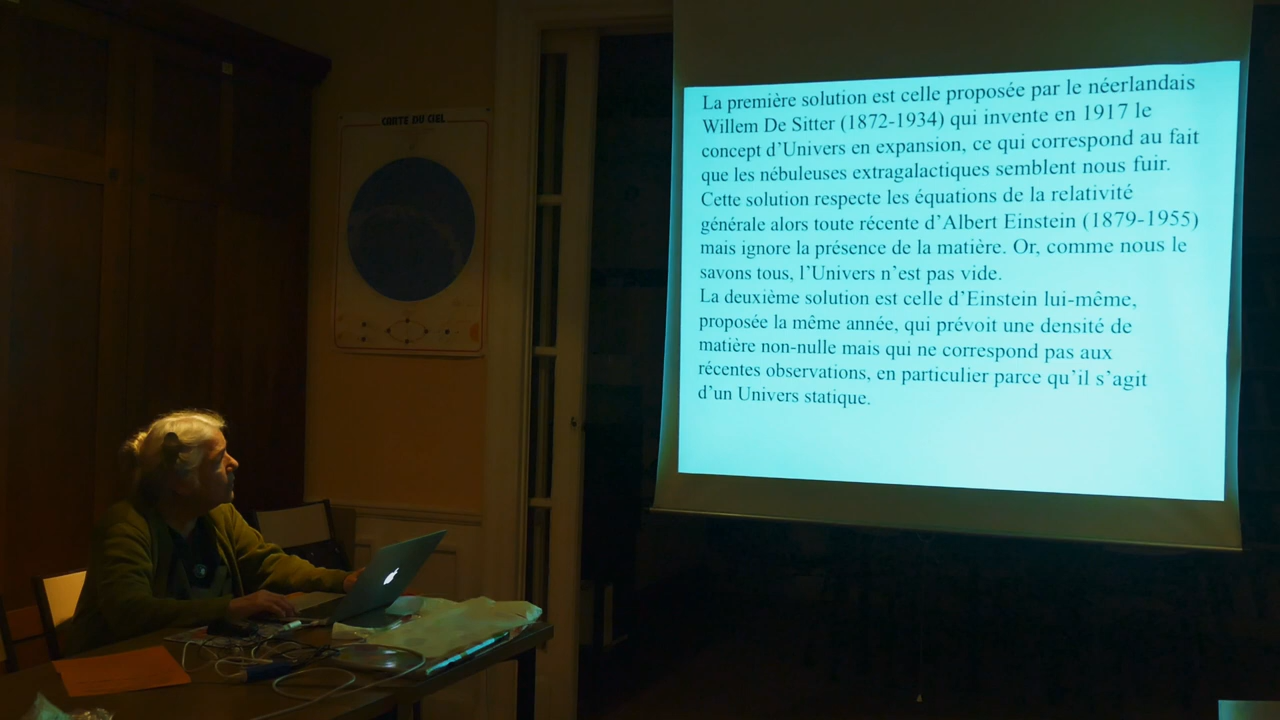 CARTE DU CIEL
La première solution est celle proposée par le néerlandais
Willem De Sitter (1872-1934) qui invente en 1917 le
concept d’Univers en expansion, ce qui correspond au fait
que les nébuleuses extragalactiques semblent nous fuir.
Cette solution respecte les équations de la relativité
générale alors toute récente d’Albert Einstein (1879-1955)
mais ignore la présence de la matière. Or, comme nous le
savons tous, l’Univers n’est pas vide.
La deuxième solution est celle d’Einstein lui-même,
proposée la même année, qui prévoit une densité de
matière non-nulle mais qui ne correspond pas aux
récentes observations, en particulier parce qu’il s’agit
d’un Univers statique.